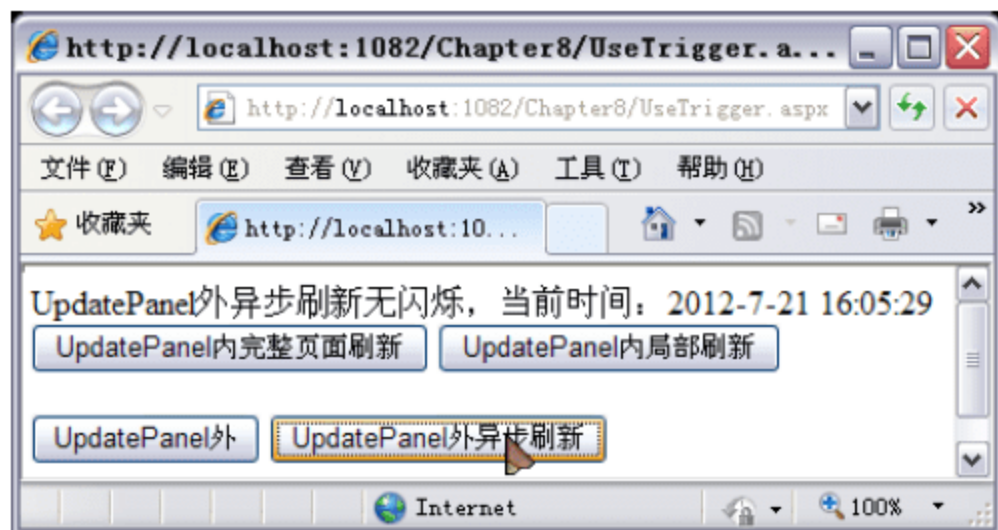 http://localhost:1082/Chapter8/UseTrigger.a...
http://localhost:1082/Chapter8/UseTrigger.aspx
文件(F) 编辑(E) 查看(V) 收藏夹(A) 工具(T) 帮助(H)
收藏夹 http://localhost:10... »
UpdatePanel外异步刷新无闪烁，当前时间：2012-7-21 16:05:29
UpdatePanel内完整页面刷新 UpdatePanel内局部刷新
UpdatePanel外 UpdatePanel外异步刷新
Internet 100%